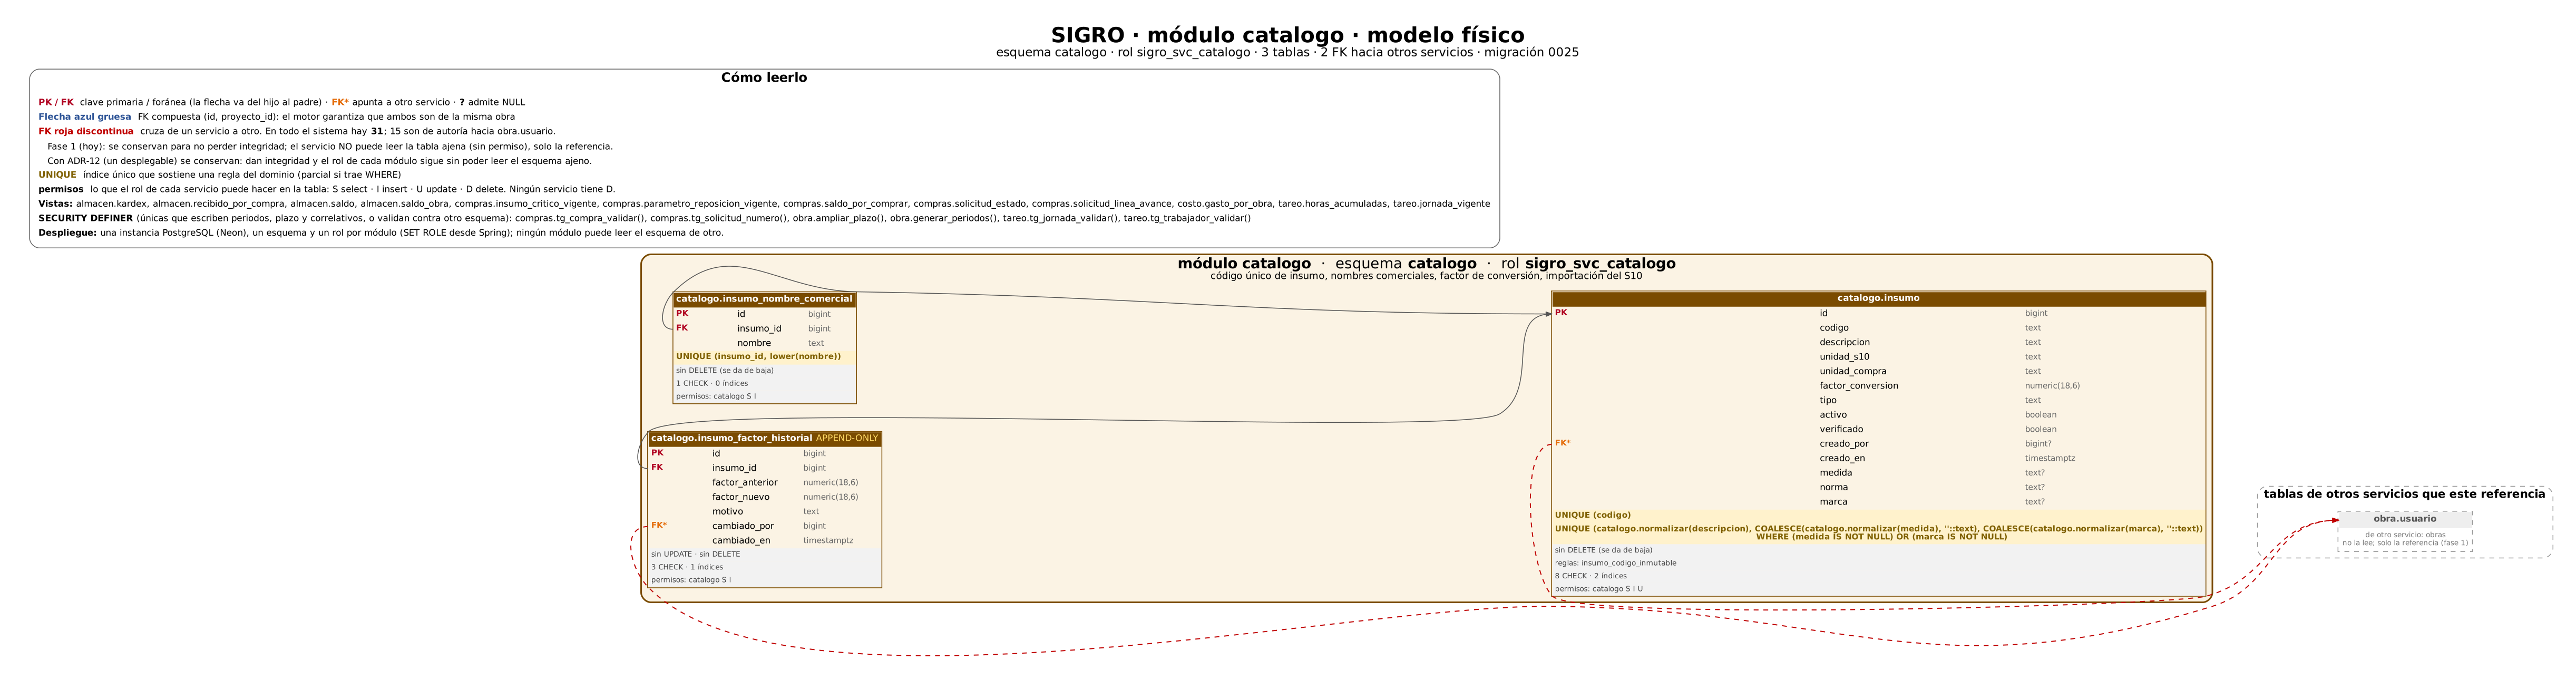 SIGRO · módulo catalogo · modelo físico
esquema catalogo · rol sigro_svc_catalogo · 3 tablas · 2 FK hacia otros servicios · migración 0025
Cómo leerlo
PK / FK clave primaria / foránea (la flecha va del hijo al padre) · FK* apunta a otro servicio · ? admite NULL
Flecha azul gruesa FK compuesta (id, proyecto_id): el motor garantiza que ambos son de la misma obra
FK roja discontinua cruza de un servicio a otro. En todo el sistema hay 31; 15 son de autoría hacia obra.usuario.
Fase 1 (hoy): se conservan para no perder integridad; el servicio NO puede leer la tabla ajena (sin permiso), solo la referencia.
Con ADR-12 (un desplegable) se conservan: dan integridad y el rol de cada módulo sigue sin poder leer el esquema ajeno.
UNIQUE índice único que sostiene una regla del dominio (parcial si trae WHERE)
permisos lo que el rol de cada servicio puede hacer en la tabla: S select · I insert · U update · D delete. Ningún servicio tiene D.
Vistas: almacen.kardex, almacen.recibido_por_compra, almacen.saldo, almacen.saldo_obra, compras.insumo_critico_vigente, compras.parametro_reposicion_vigente, compras.saldo_por_comprar, compras.solicitud_estado, compras.solicitud_linea_avance, costo.gasto_por_obra, tareo.horas_acumuladas, tareo.jornada_vigente
SECURITY DEFINER (únicas que escriben periodos, plazo y correlativos, o validan contra otro esquema): compras.tg_compra_validar(), compras.tg_solicitud_numero(), obra.ampliar_plazo(), obra.generar_periodos(), tareo.tg_jornada_validar(), tareo.tg_trabajador_validar()
Despliegue: una instancia PostgreSQL (Neon), un esquema y un rol por módulo (SET ROLE desde Spring); ningún módulo puede leer el esquema de otro.
módulo catalogo · esquema catalogo · rol sigro_svc_catalogo
código único de insumo, nombres comerciales, factor de conversión, importación del S10
catalogo.insumo_nombre_comercial
PK id bigint
FK insumo_id bigint
nombre text
UNIQUE (insumo_id, lower(nombre))
sin DELETE (se da de baja)
1 CHECK · 0 índices
permisos: catalogo S I
catalogo.insumo_factor_historial APPEND-ONLY
PK id bigint
FK insumo_id bigint
factor_anterior numeric(18,6)
factor_nuevo numeric(18,6)
motivo text
FK* cambiado_por bigint
cambiado_en timestamptz
sin UPDATE · sin DELETE
3 CHECK · 1 índices
permisos: catalogo S I
catalogo.insumo
PK id bigint
codigo text
descripcion text
unidad_s10 text
unidad_compra text
factor_conversion numeric(18,6)
tipo text
activo boolean
verificado boolean
FK* creado_por bigint?
creado_en timestamptz
medida text?
norma text?
marca text?
UNIQUE (codigo)
UNIQUE (catalogo.normalizar(descripcion), COALESCE(catalogo.normalizar(medida), ''::text), COALESCE(catalogo.normalizar(marca), ''::text))
WHERE (medida IS NOT NULL) OR (marca IS NOT NULL)
sin DELETE (se da de baja)
reglas: insumo_codigo_inmutable
8 CHECK · 2 índices
permisos: catalogo S I U
tablas de otros servicios que este referencia
obra.usuario
de otro servicio: obras
no la lee; solo la referencia (fase 1)